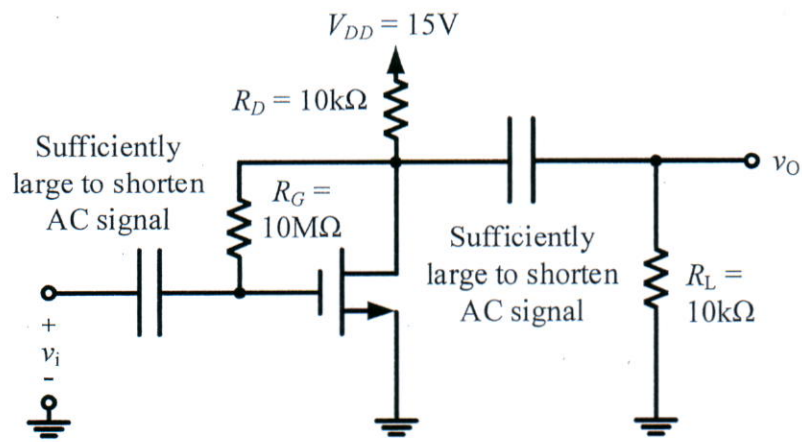 V_DD = 15V
R_D = 10kΩ
Sufficiently
large to shorten
AC signal
R_G =
10MΩ
v_O
Sufficiently
large to shorten
AC signal
R_L =
10kΩ
+
v_i
-